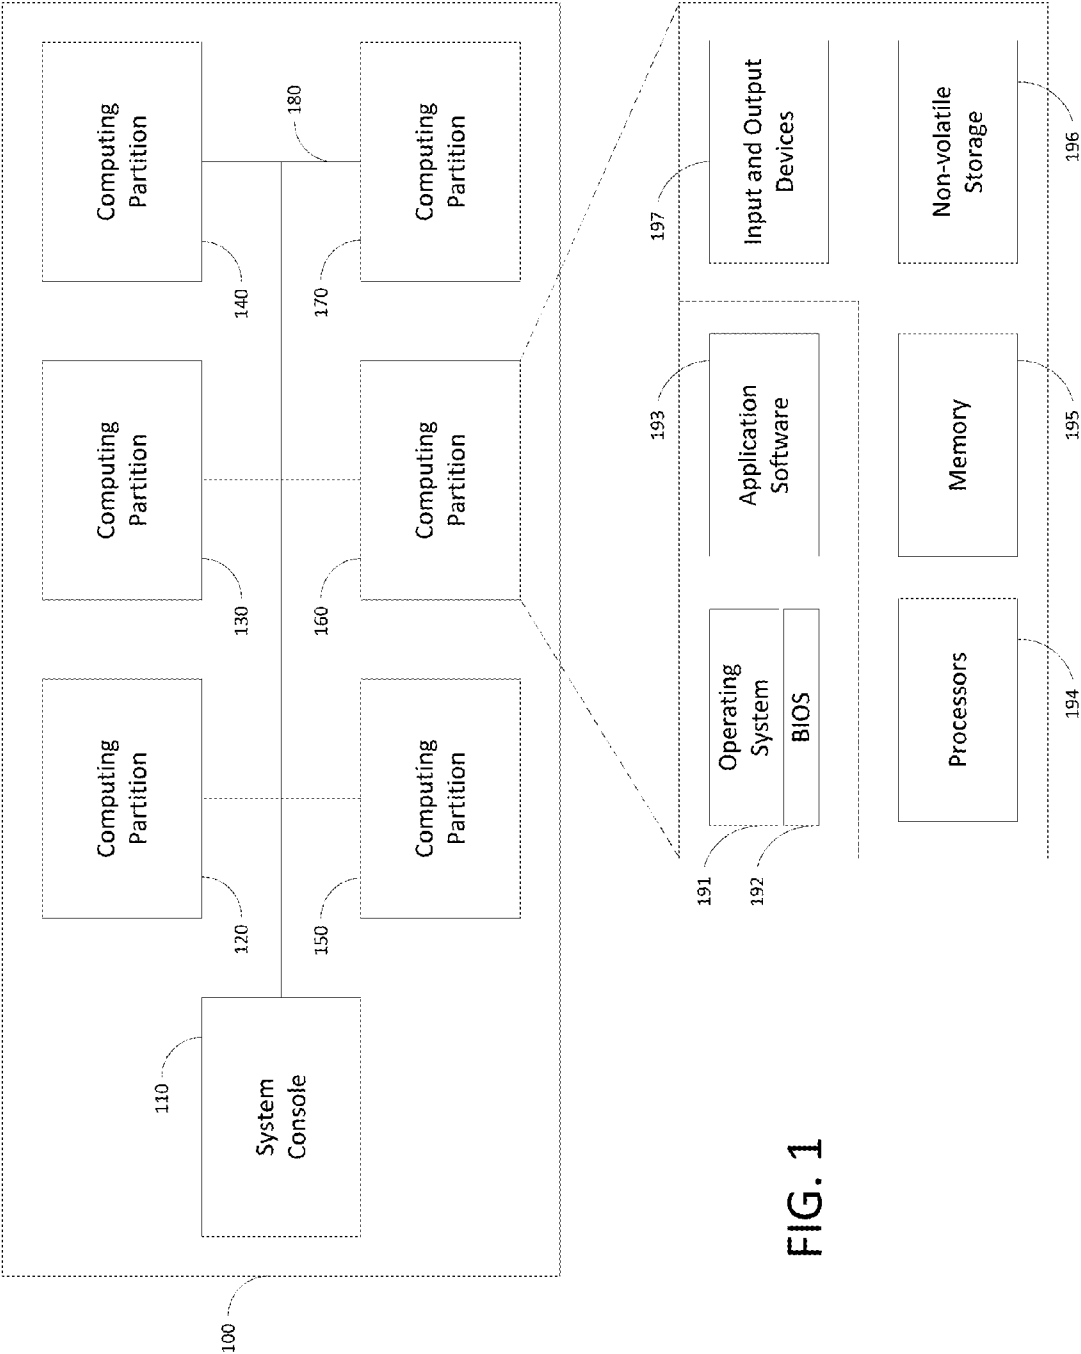 100
110
System
Console
120
Computing
Partition
130
Computing
Partition
140
Computing
Partition
180
150
Computing
Partition
160
Computing
Partition
170
Computing
Partition
191
192
Operating
System
BIOS
193
Application
Software
197
Input and Output
Devices
Processors
194
Memory
195
Non-volatile
Storage
196
FIG. 1